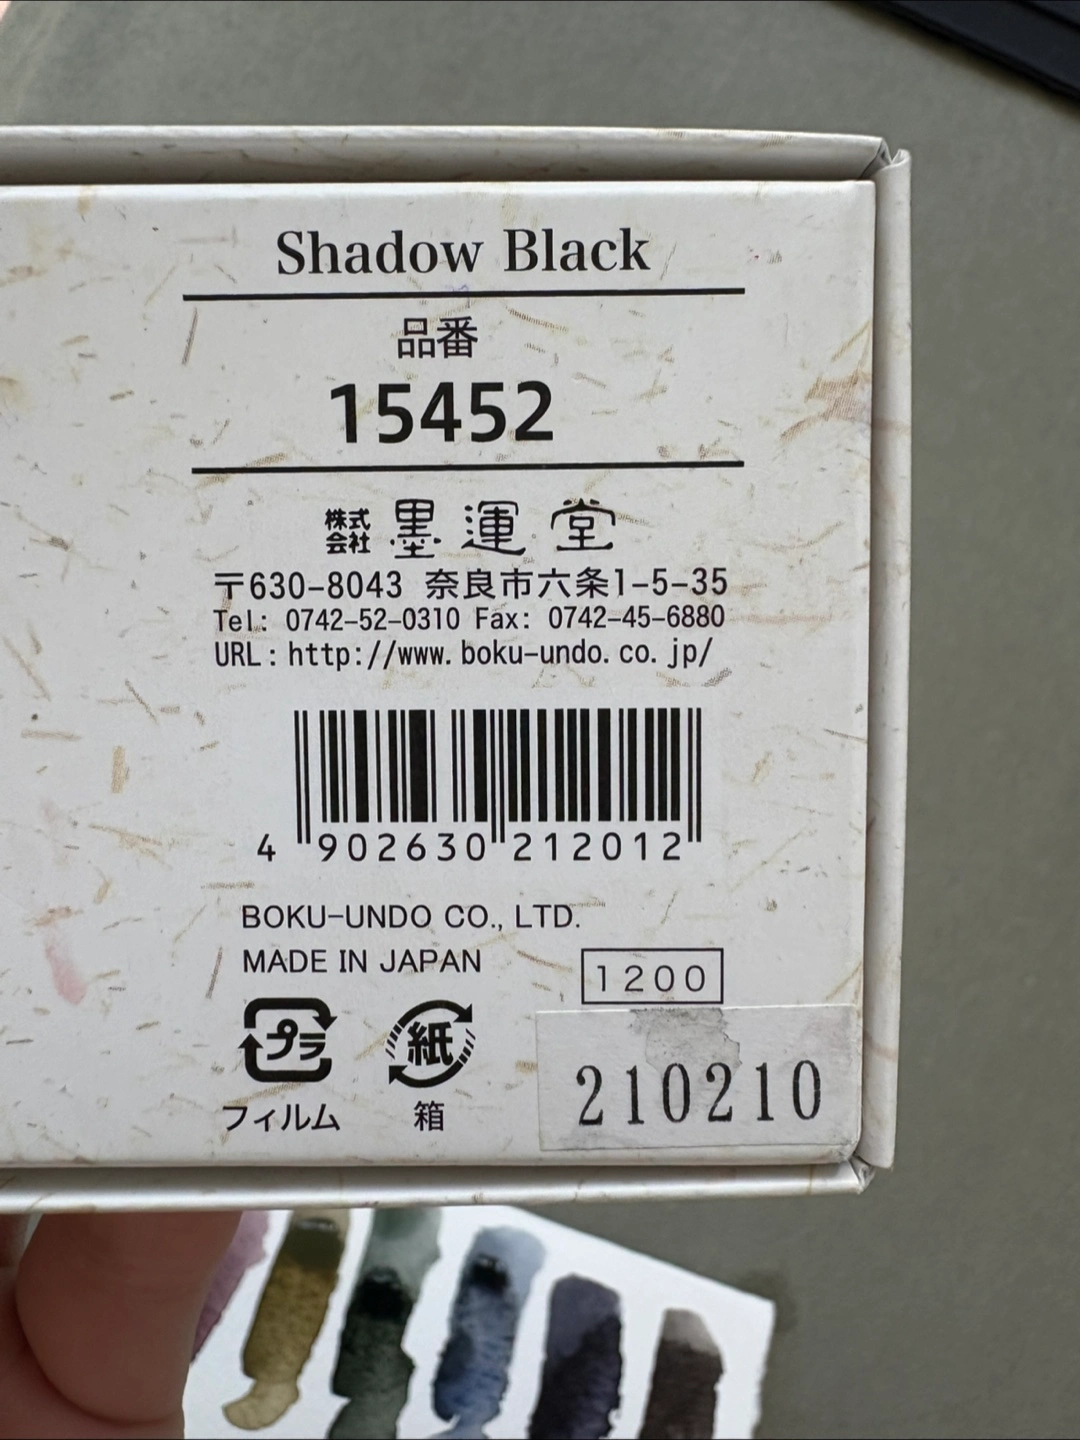 Shadow Black
品番
15452
株式会社 墨運堂
〒630-8043 奈良市六条1-5-35
Tel: 0742-52-0310 Fax: 0742-45-6880
URL: http://www.boku-undo.co.jp/
4 902630 212012
BOKU-UNDO CO., LTD.
MADE IN JAPAN
1200
プラ 紙
フィルム 箱
210210